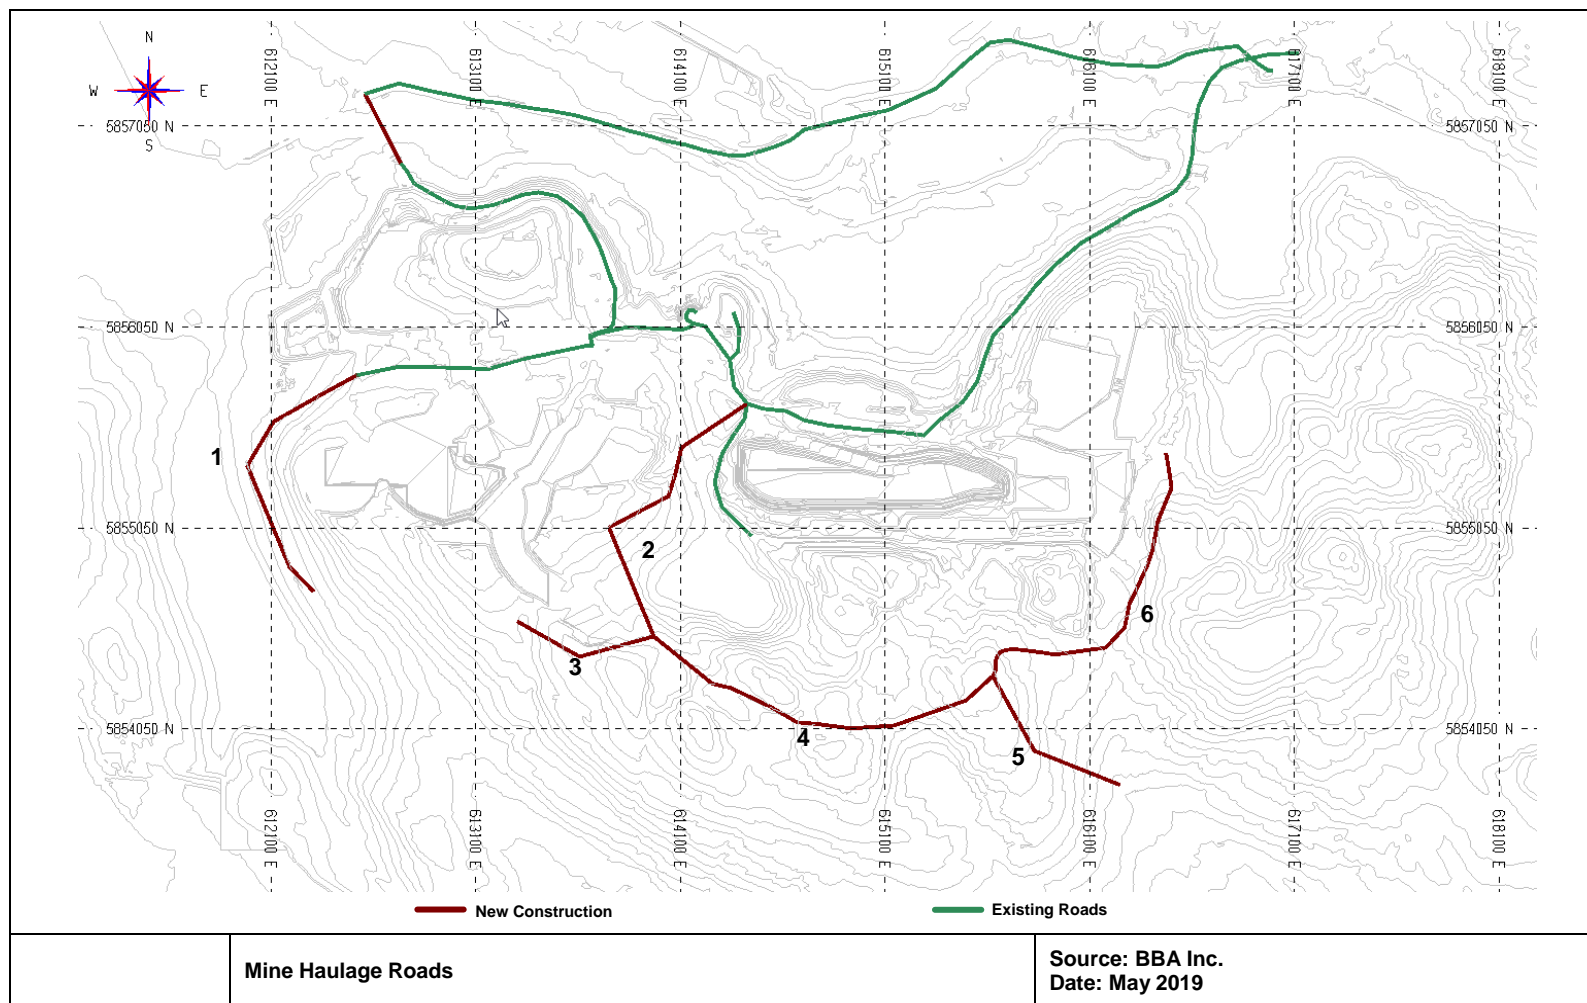 N
W E
S
612100 E 613100 E 614100 E 615100 E 616100 E 617100 E 618100 E
5857050 N 5857050 N
5856050 N 5856050 N
1
5855050 N 5855050 N
2
6
3
5854050 N 5854050 N
4
5
612100 E 613100 E 614100 E 615100 E 616100 E 617100 E 618100 E
New Construction Existing Roads
Mine Haulage Roads
Source: BBA Inc.
Date: May 2019